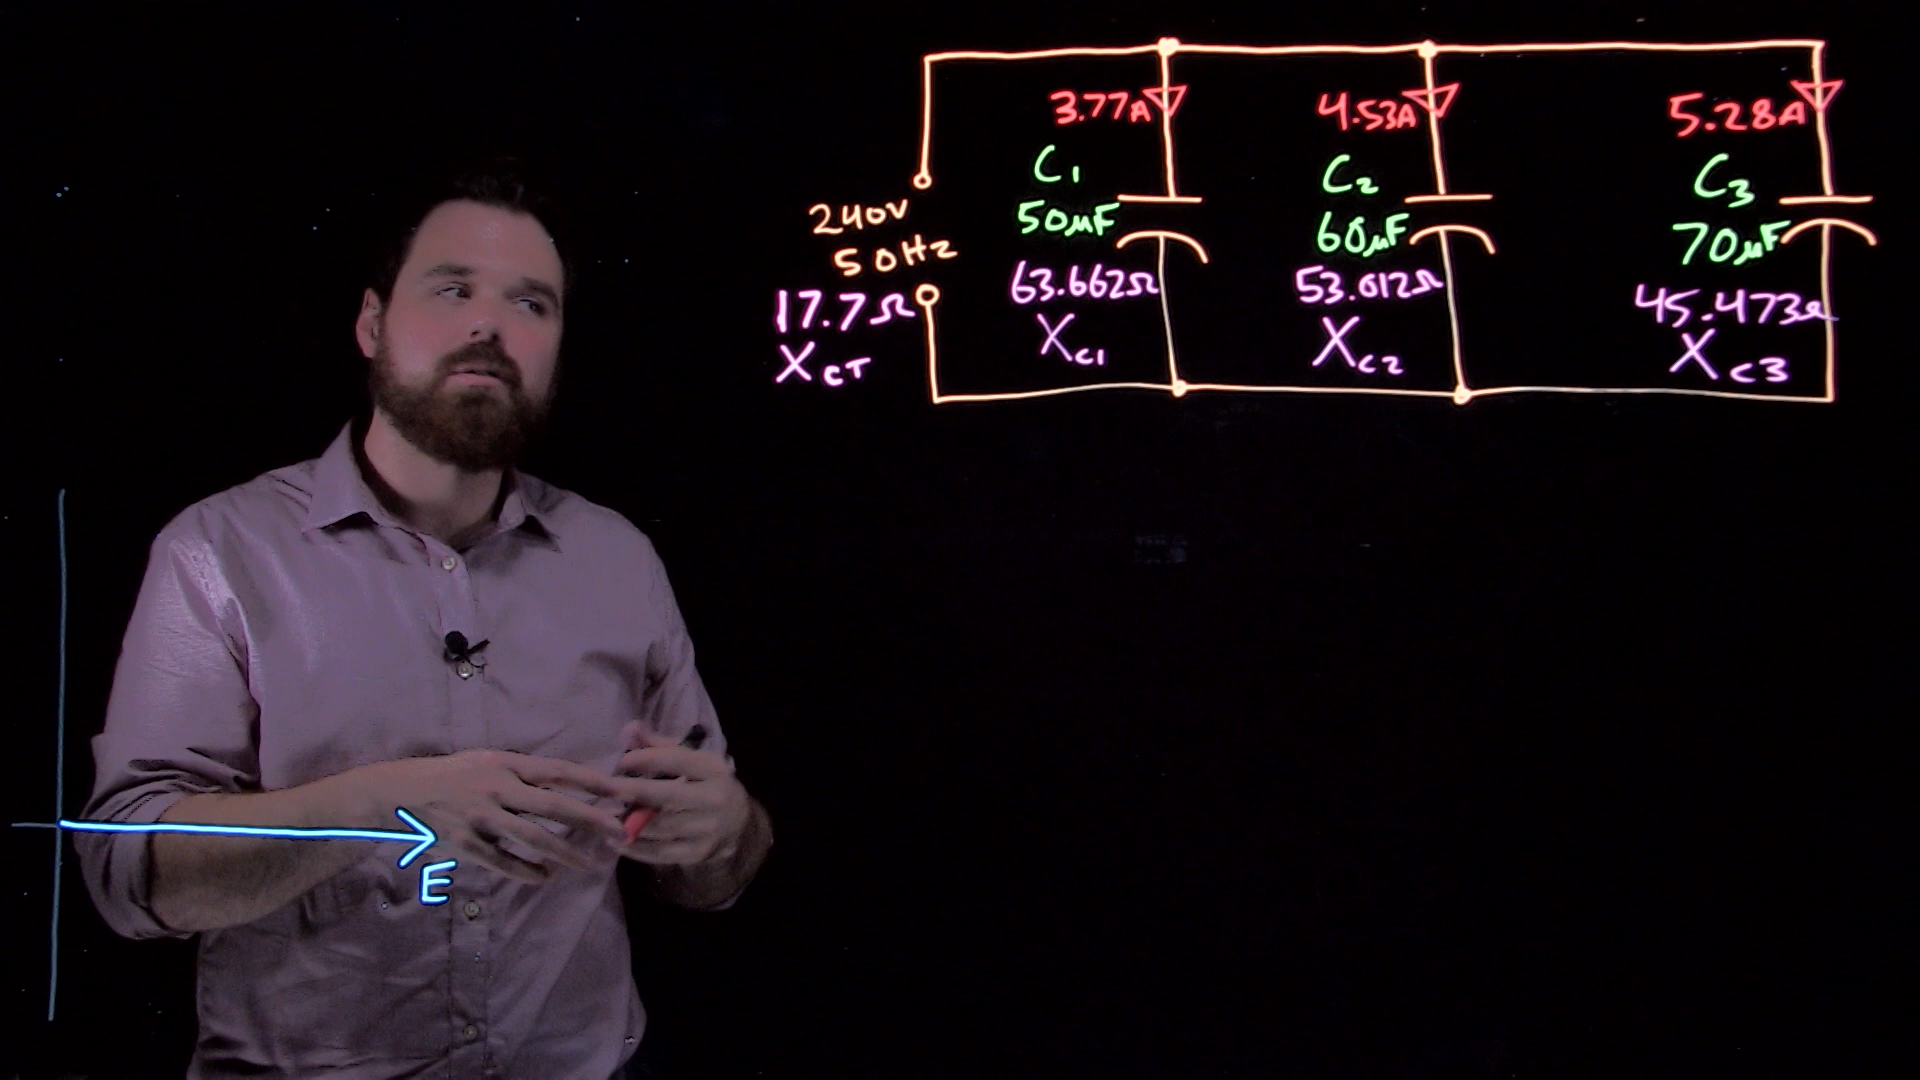 3.77A
4.53A
5.28A
C1
50µF
C2
60µF
C3
70µF
240V
50Hz
63.662Ω
53.012Ω
45.473Ω
17.7Ω
XCT
XC1
XC2
XC3
E